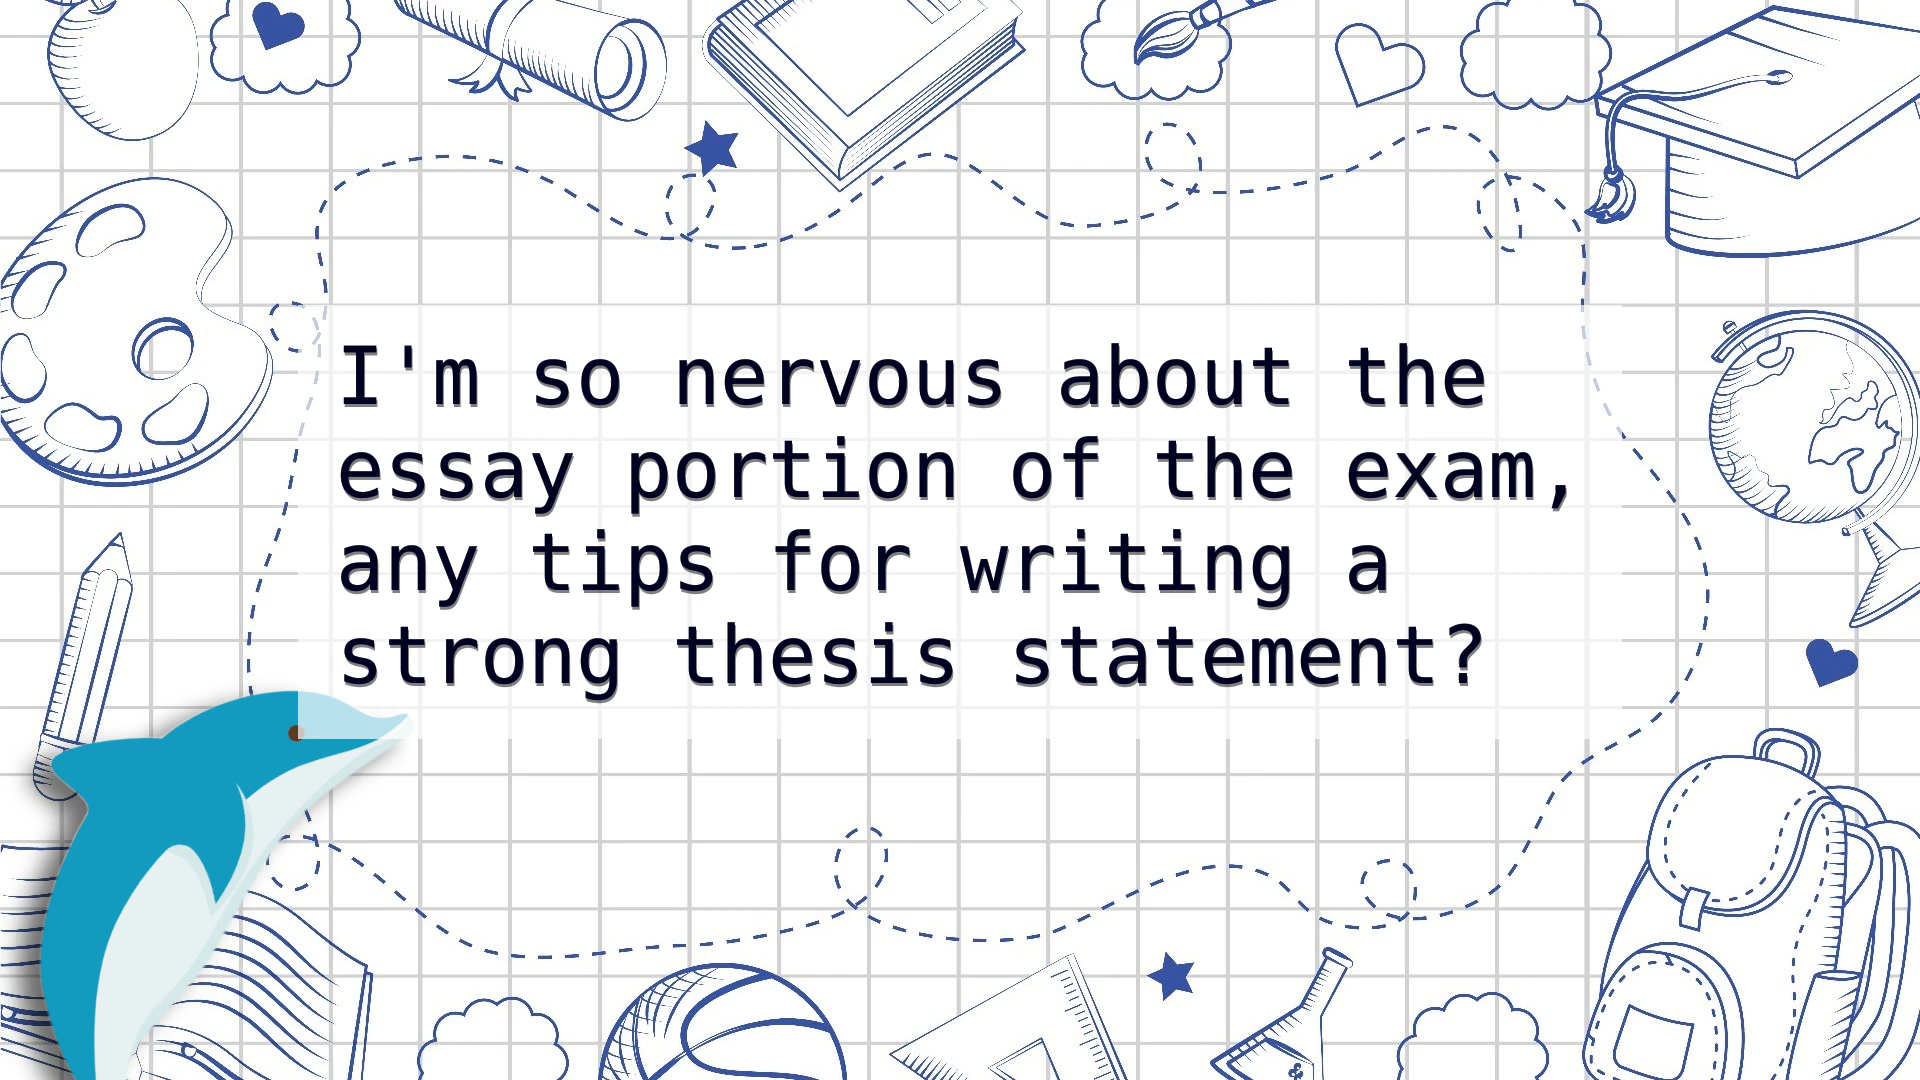 I'm so nervous about the
essay portion of the exam,
any tips for writing a
strong thesis statement?